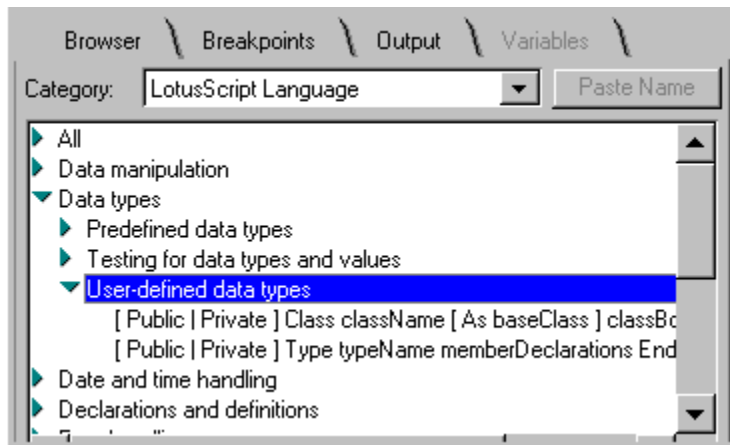 Browser Breakpoints Output Variables
Category: LotusScript Language Paste Name
All
Data manipulation
Data types
Predefined data types
Testing for data types and values
User-defined data types
[ Public | Private ] Class className [ As baseClass ] classBo
[ Public | Private ] Type typeName memberDeclarations End
Date and time handling
Declarations and definitions